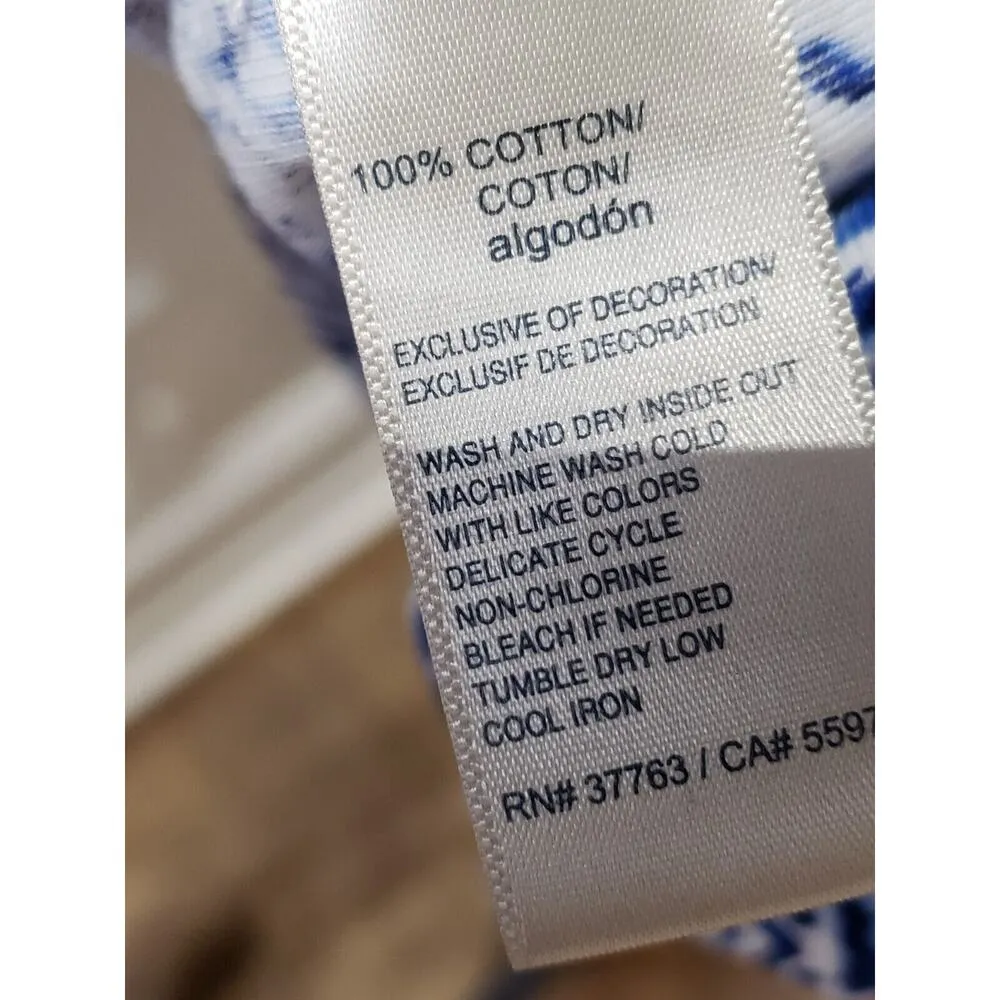 100% COTTON/
COTON/
algodón
EXCLUSIVE OF DECORATION/
EXCLUSIF DE DECORATION
WASH AND DRY INSIDE OUT
MACHINE WASH COLD
WITH LIKE COLORS
DELICATE CYCLE
NON-CHLORINE
BLEACH IF NEEDED
TUMBLE DRY LOW
COOL IRON
RN# 37763 / CA# 5597